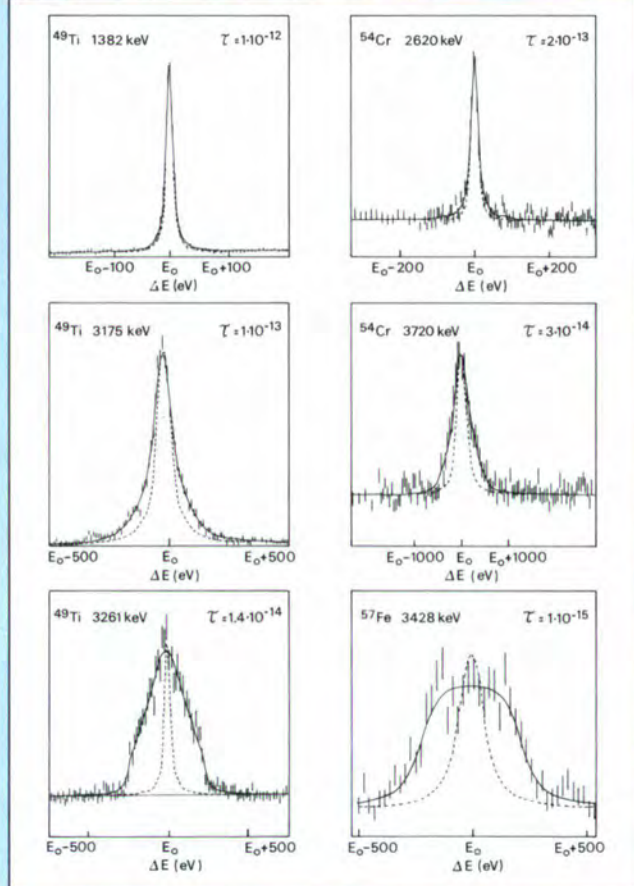 ⁴⁹Ti 1382 keV τ = 1·10⁻¹²
E₀-100 E₀ E₀+100
ΔE (eV)
⁵⁴Cr 2620 keV τ = 2·10⁻¹³
E₀-200 E₀ E₀+200
ΔE (eV)
⁴⁹Ti 3175 keV τ = 1·10⁻¹³
E₀-500 E₀ E₀+500
ΔE (eV)
⁵⁴Cr 3720 keV τ = 3·10⁻¹⁴
E₀-1000 E₀ E₀+1000
ΔE (eV)
⁴⁹Ti 3261 keV τ = 1.4·10⁻¹⁴
E₀-500 E₀ E₀+500
ΔE (eV)
⁵⁷Fe 3428 keV τ = 1·10⁻¹⁵
E₀-500 E₀ E₀+500
ΔE (eV)